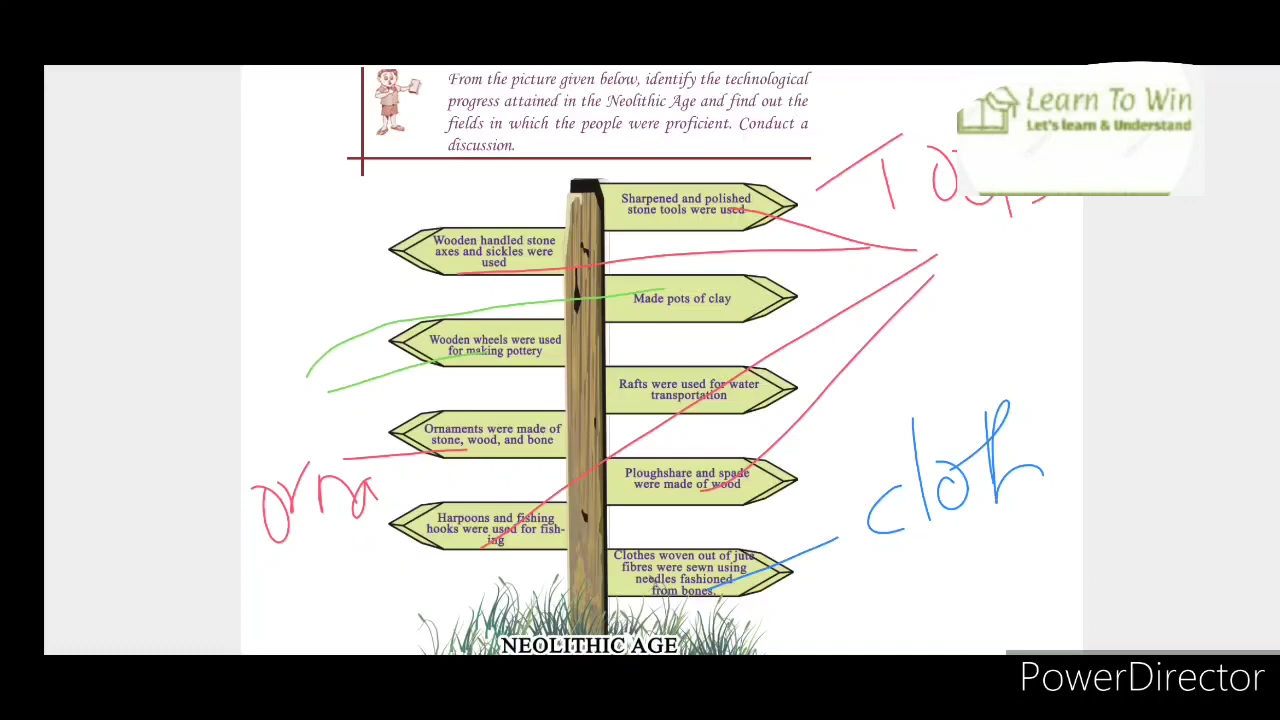 From the picture given below, identify the technological
progress attained in the Neolithic Age and find out the
fields in which the people were proficient. Conduct a
discussion.
Learn To Win
Let's learn & Understand
Sharpened and polished
stone tools were used
Wooden handled stone
axes and sickles were
used
Made pots of clay
Wooden wheels were used
for making pottery
Rafts were used for water
transportation
Ornaments were made of
stone, wood, and bone
orna
Ploughshare and spade
were made of wood
cloth
Harpoons and fishing
hooks were used for fish-
ing
Clothes woven out of jute
fibres were sewn using
needles fashioned
from bones.
NEOLITHIC AGE
PowerDirector